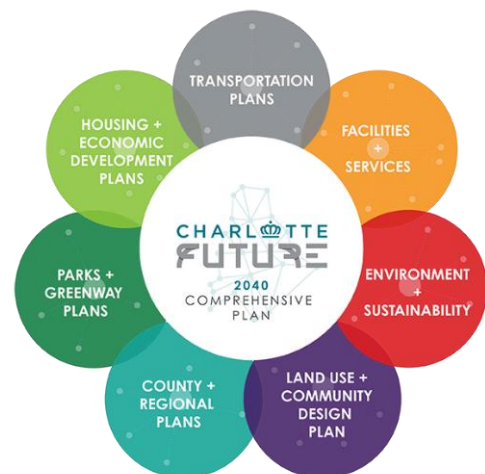 TRANSPORTATION
PLANS
FACILITIES
+
SERVICES
ENVIRONMENT
+
SUSTAINABILITY
LAND USE +
COMMUNITY
DESIGN
PLAN
COUNTY +
REGIONAL
PLANS
PARKS +
GREENWAY
PLANS
HOUSING +
ECONOMIC
DEVELOPMENT
PLANS
CHARLOTTE
FUTURE
2040
COMPREHENSIVE
PLAN